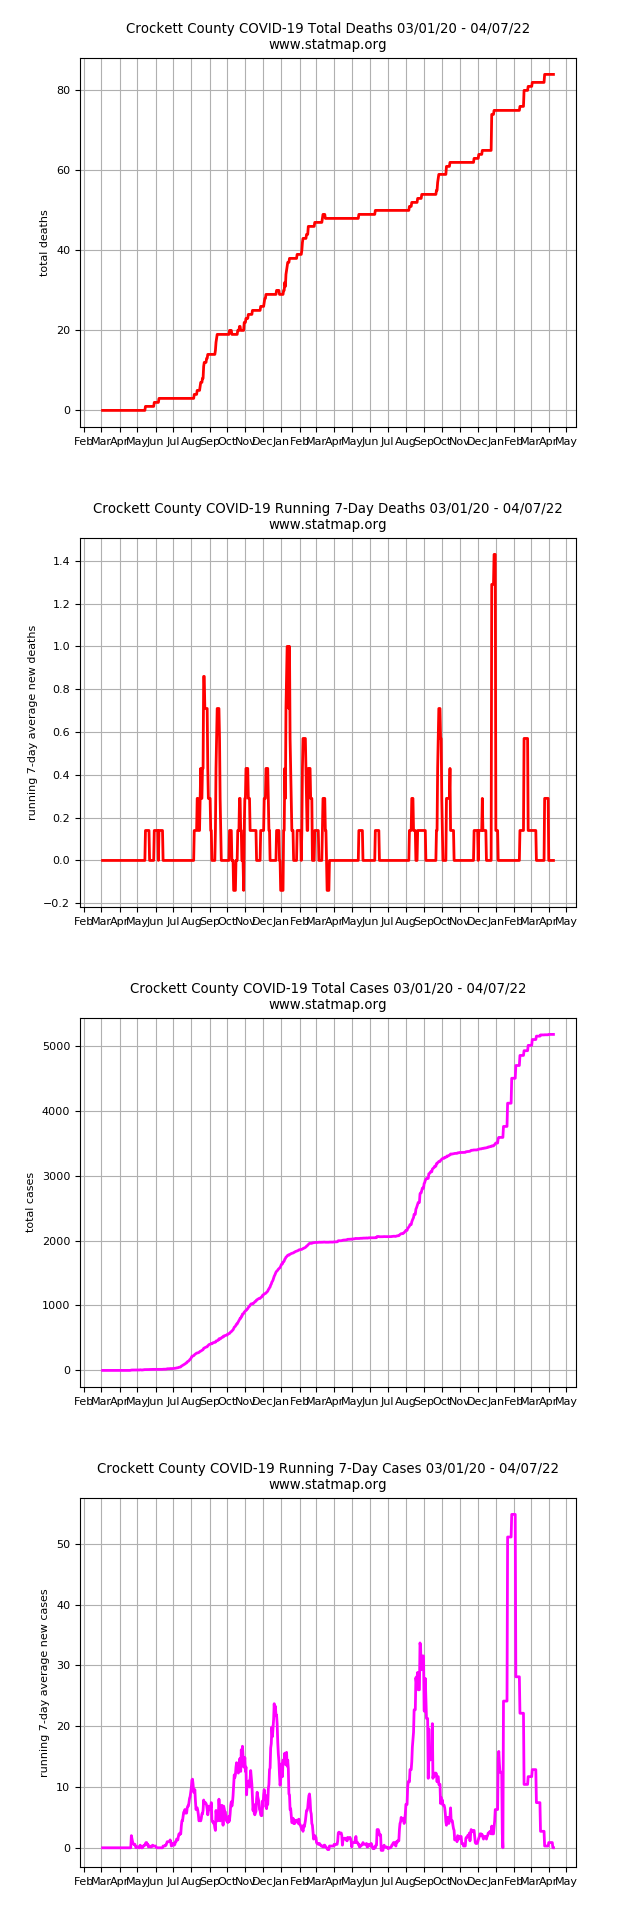 Crockett County COVID-19 Total Deaths 03/01/20 - 04/07/22
www.statmap.org
total deaths
80
60
40
20
0
Feb Mar Apr May Jun Jul Aug Sep Oct Nov Dec Jan Feb Mar Apr May Jun Jul Aug Sep Oct Nov Dec Jan Feb Mar Apr May
Crockett County COVID-19 Running 7-Day Deaths 03/01/20 - 04/07/22
www.statmap.org
running 7-day average new deaths
1.4
1.2
1.0
0.8
0.6
0.4
0.2
0.0
−0.2
Feb Mar Apr May Jun Jul Aug Sep Oct Nov Dec Jan Feb Mar Apr May Jun Jul Aug Sep Oct Nov Dec Jan Feb Mar Apr May
Crockett County COVID-19 Total Cases 03/01/20 - 04/07/22
www.statmap.org
total cases
5000
4000
3000
2000
1000
0
Feb Mar Apr May Jun Jul Aug Sep Oct Nov Dec Jan Feb Mar Apr May Jun Jul Aug Sep Oct Nov Dec Jan Feb Mar Apr May
Crockett County COVID-19 Running 7-Day Cases 03/01/20 - 04/07/22
www.statmap.org
running 7-day average new cases
50
40
30
20
10
0
Feb Mar Apr May Jun Jul Aug Sep Oct Nov Dec Jan Feb Mar Apr May Jun Jul Aug Sep Oct Nov Dec Jan Feb Mar Apr May